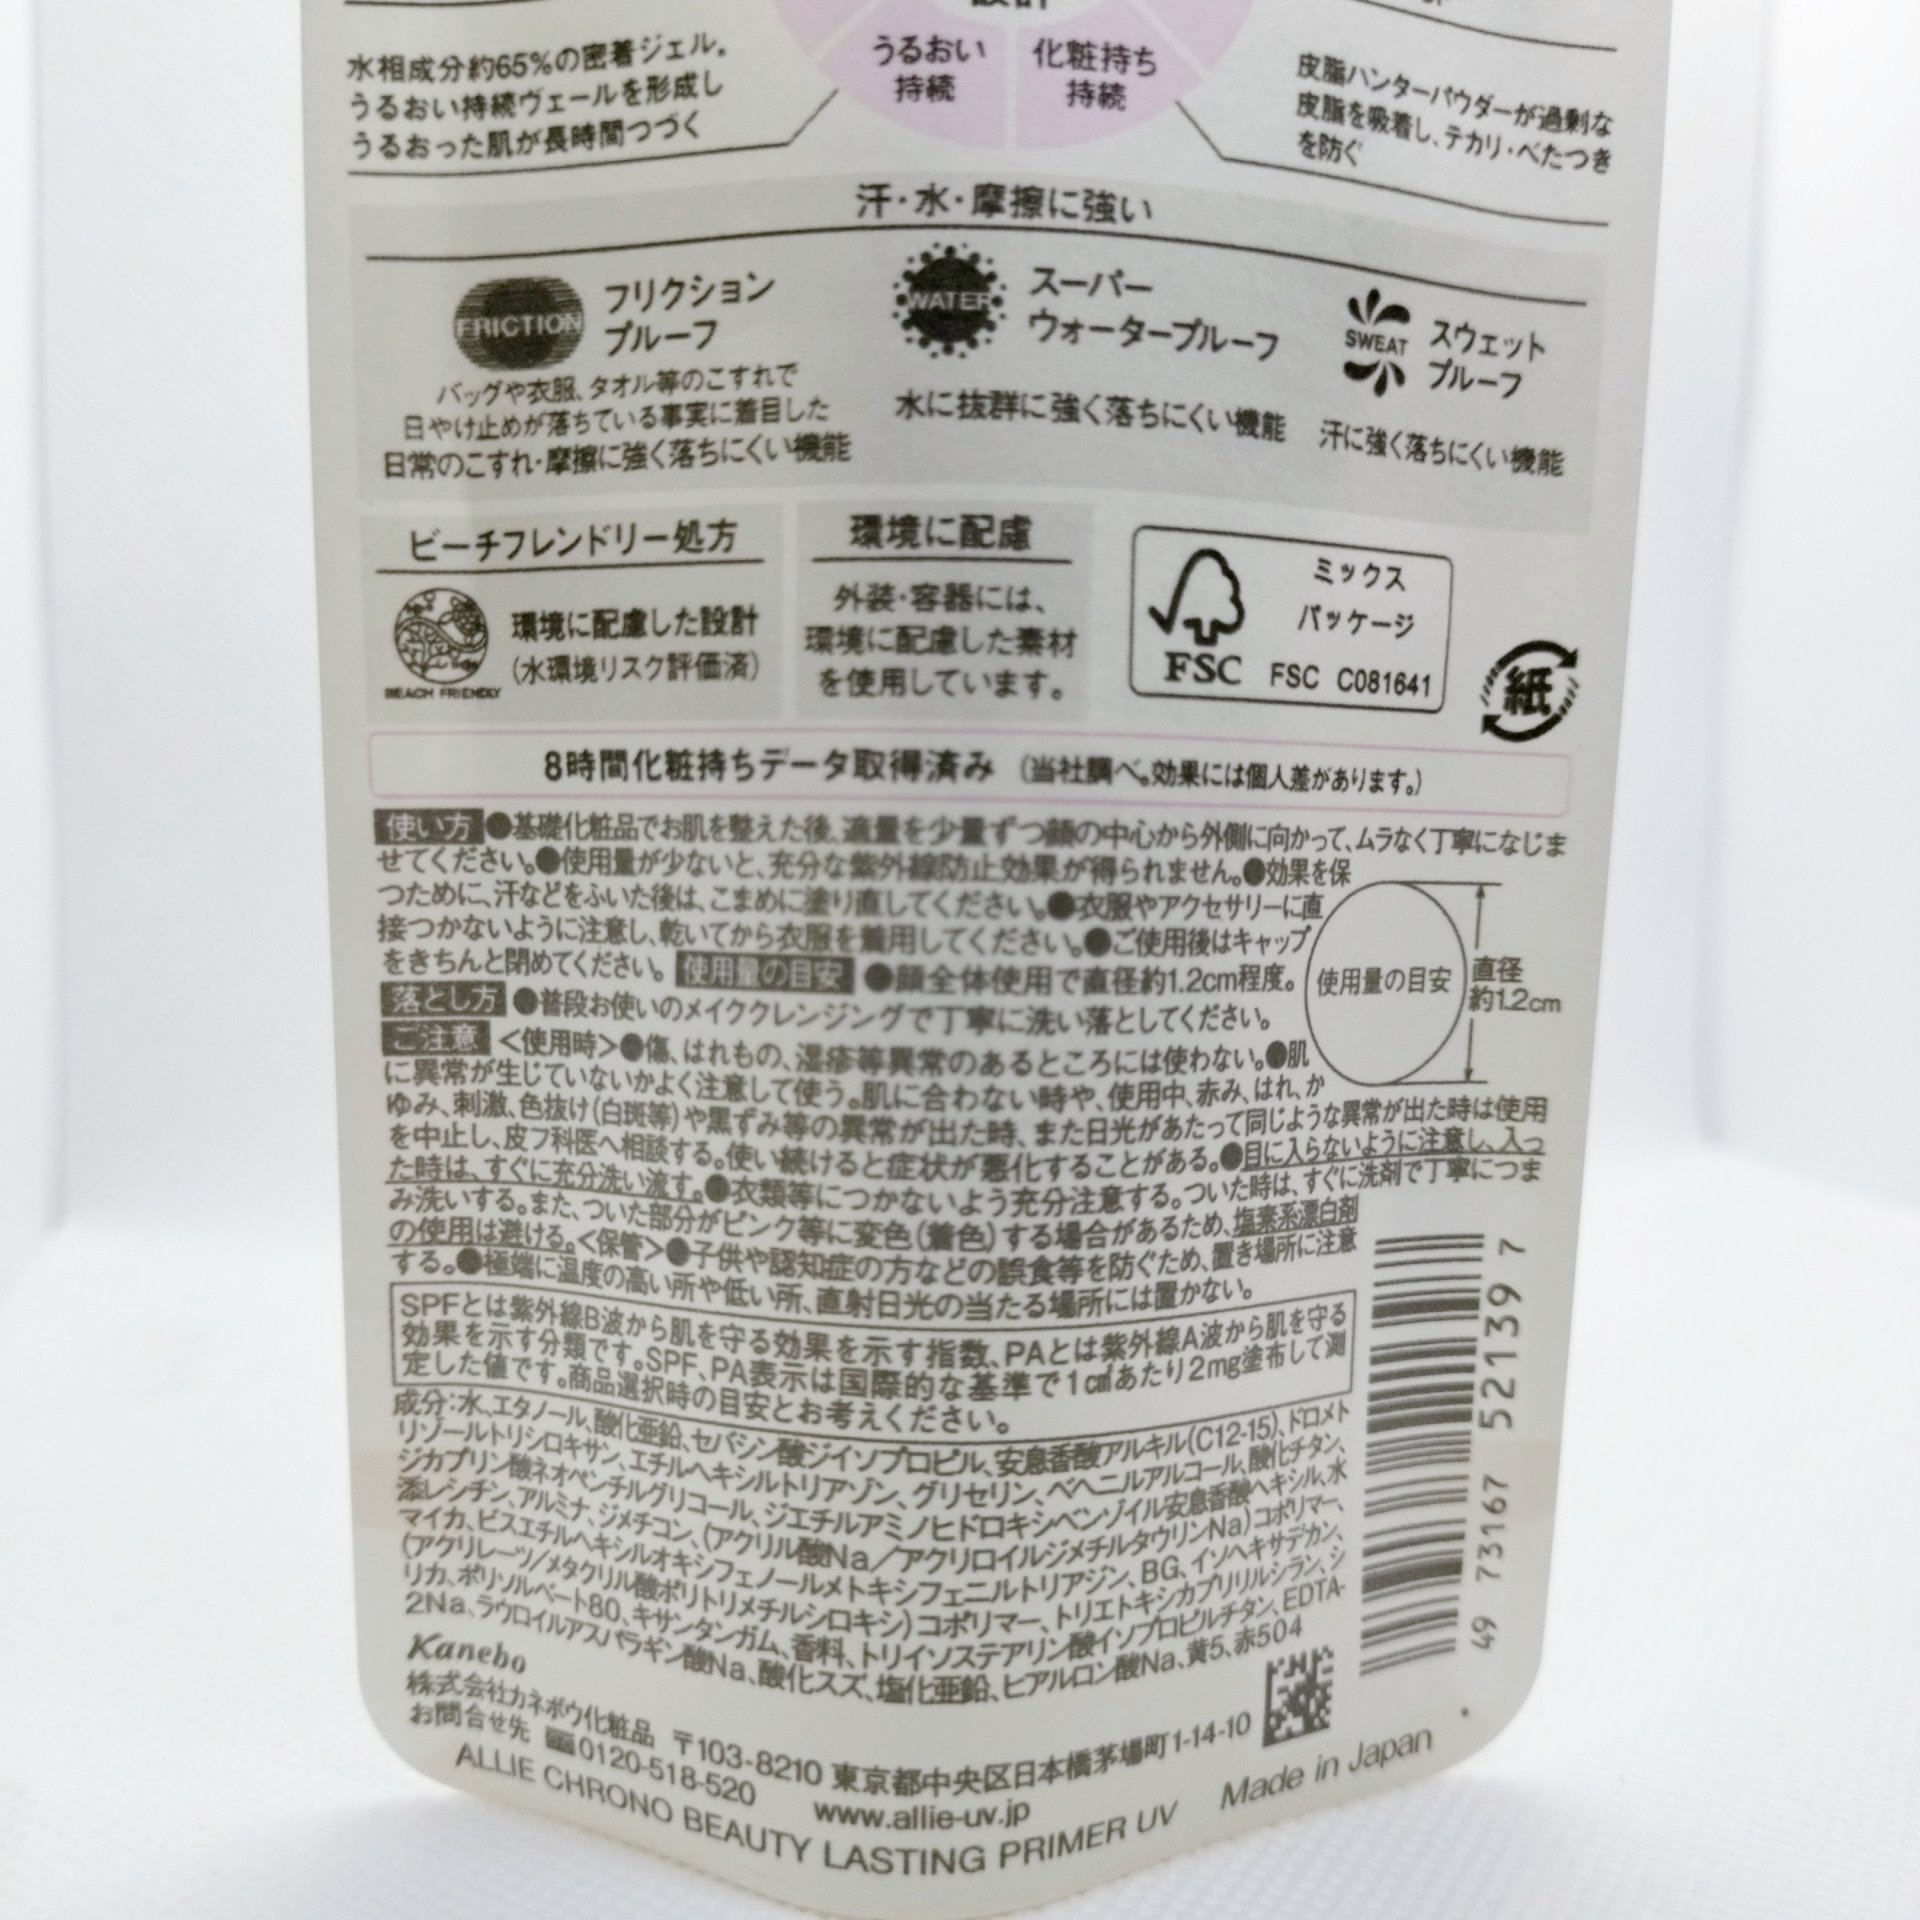 うるおい
持続
化粧持ち
持続
水相成分約65%の密着ジェル。
うるおい持続ヴェールを形成し
うるおった肌が長時間つづく
皮脂ハンターパウダーが過剰な
皮脂を吸着し、テカリ・べたつき
を防ぐ
汗・水・摩擦に強い
FRICTION
フリクション
プルーフ
バッグや衣服、タオル等のこすれで
日やけ止めが落ちている事実に着目した
日常のこすれ・摩擦に強く落ちにくい機能
WATER
スーパー
ウォータープルーフ
水に抜群に強く落ちにくい機能
SWEAT
スウェット
プルーフ
汗に強く落ちにくい機能
ビーチフレンドリー処方
BEACH FRIENDLY
環境に配慮した設計
(水環境リスク評価済)
環境に配慮
外装・容器には、
環境に配慮した素材
を使用しています。
FSC
ミックス
パッケージ
FSC C081641
紙
8時間化粧持ちデータ取得済み (当社調べ。効果には個人差があります。)
使い方 ●基礎化粧品でお肌を整えた後、適量を少量ずつ顔の中心から外側に向かって、ムラなく丁寧になじま
せてください。●使用量が少ないと、充分な紫外線防止効果が得られません。●効果を保
つために、汗などをふいた後は、こまめに塗り直してください。●衣服やアクセサリーに直
接つかないように注意し、乾いてから衣服を着用してください。●ご使用後はキャップ
をきちんと閉めてください。 使用量の目安 ●顔全体使用で直径約1.2cm程度。
落とし方 ●普段お使いのメイククレンジングで丁寧に洗い落としてください。
使用量の目安
直径
約1.2cm
ご注意 <使用時>●傷、はれもの、湿疹等異常のあるところには使わない。●肌
に異常が生じていないかよく注意して使う。肌に合わない時や、使用中、赤み、はれ、か
ゆみ、刺激、色抜け(白斑等)や黒ずみ等の異常が出た時、また日光があたって同じような異常が出た時は使用
を中止し、皮フ科医へ相談する。使い続けると症状が悪化することがある。●目に入らないように注意し、入っ
た時は、すぐに充分洗い流す。●衣類等につかないよう充分注意する。ついた時は、すぐに洗剤で丁寧につま
み洗いする。また、ついた部分がピンク等に変色(着色)する場合があるため、塩素系漂白剤
の使用は避ける。<保管>●子供や認知症の方などの誤食等を防ぐため、置き場所に注意
する。●極端に温度の高い所や低い所、直射日光の当たる場所には置かない。
SPFとは紫外線B波から肌を守る効果を示す指数、PAとは紫外線A波から肌を守る
効果を示す分類です。SPF、PA表示は国際的な基準で1㎠あたり2mg塗布して測
定した値です。商品選択時の目安とお考えください。
成分:水、エタノール、酸化亜鉛、セバシン酸ジイソプロピル、安息香酸アルキル(C12-15)、ドロメト
リゾールトリシロキサン、エチルヘキシルトリアゾン、グリセリン、ベヘニルアルコール、酸化チタン、
ジカプリン酸ネオペンチルグリコール、ジエチルアミノヒドロキシベンゾイル安息香酸ヘキシル、水
添レシチン、アルミナ、ジメチコン、(アクリル酸Na/アクリロイルジメチルタウリンNa)コポリマー、
マイカ、ビスエチルヘキシルオキシフェノールメトキシフェニルトリアジン、BG、イソヘキサデカン、
(アクリレーツ/メタクリル酸ポリトリメチルシロキシ)コポリマー、トリエトキシカプリリルシラン、シ
リカ、ポリソルベート80、キサンタンガム、香料、トリイソステアリン酸イソプロピルチタン、EDTA-
2Na、ラウロイルアスパラギン酸Na、酸化スズ、塩化亜鉛、ヒアルロン酸Na、黄5、赤504
49 73167 52139 7
Kanebo
株式会社カネボウ化粧品 〒103-8210 東京都中央区日本橋茅場町1-14-10
お問合せ先 0120-518-520
www.allie-uv.jp
Made in Japan
ALLIE CHRONO BEAUTY LASTING PRIMER UV